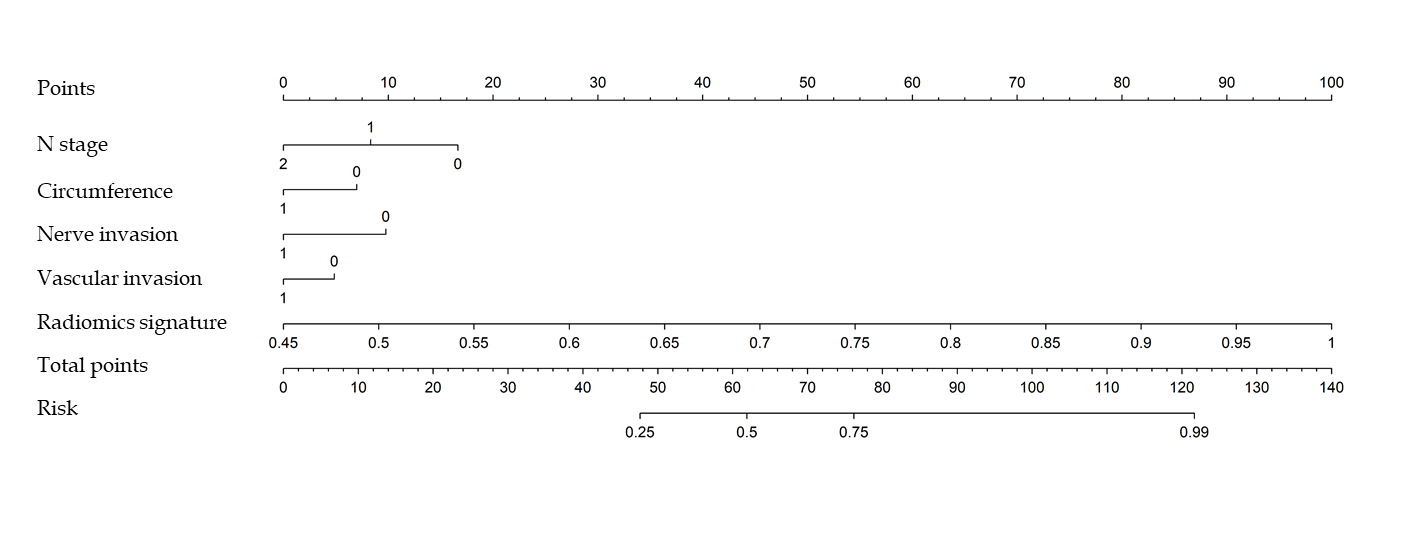 0 10 20 30 40 50 60 70 80 90 100
Points
1
N stage
2 0
0
Circumference
1
0
Nerve invasion
1
0
Vascular invasion
1
Radiomics signature
0.45 0.5 0.55 0.6 0.65 0.7 0.75 0.8 0.85 0.9 0.95 1
Total points
0 10 20 30 40 50 60 70 80 90 100 110 120 130 140
Risk
0.25 0.5 0.75 0.99